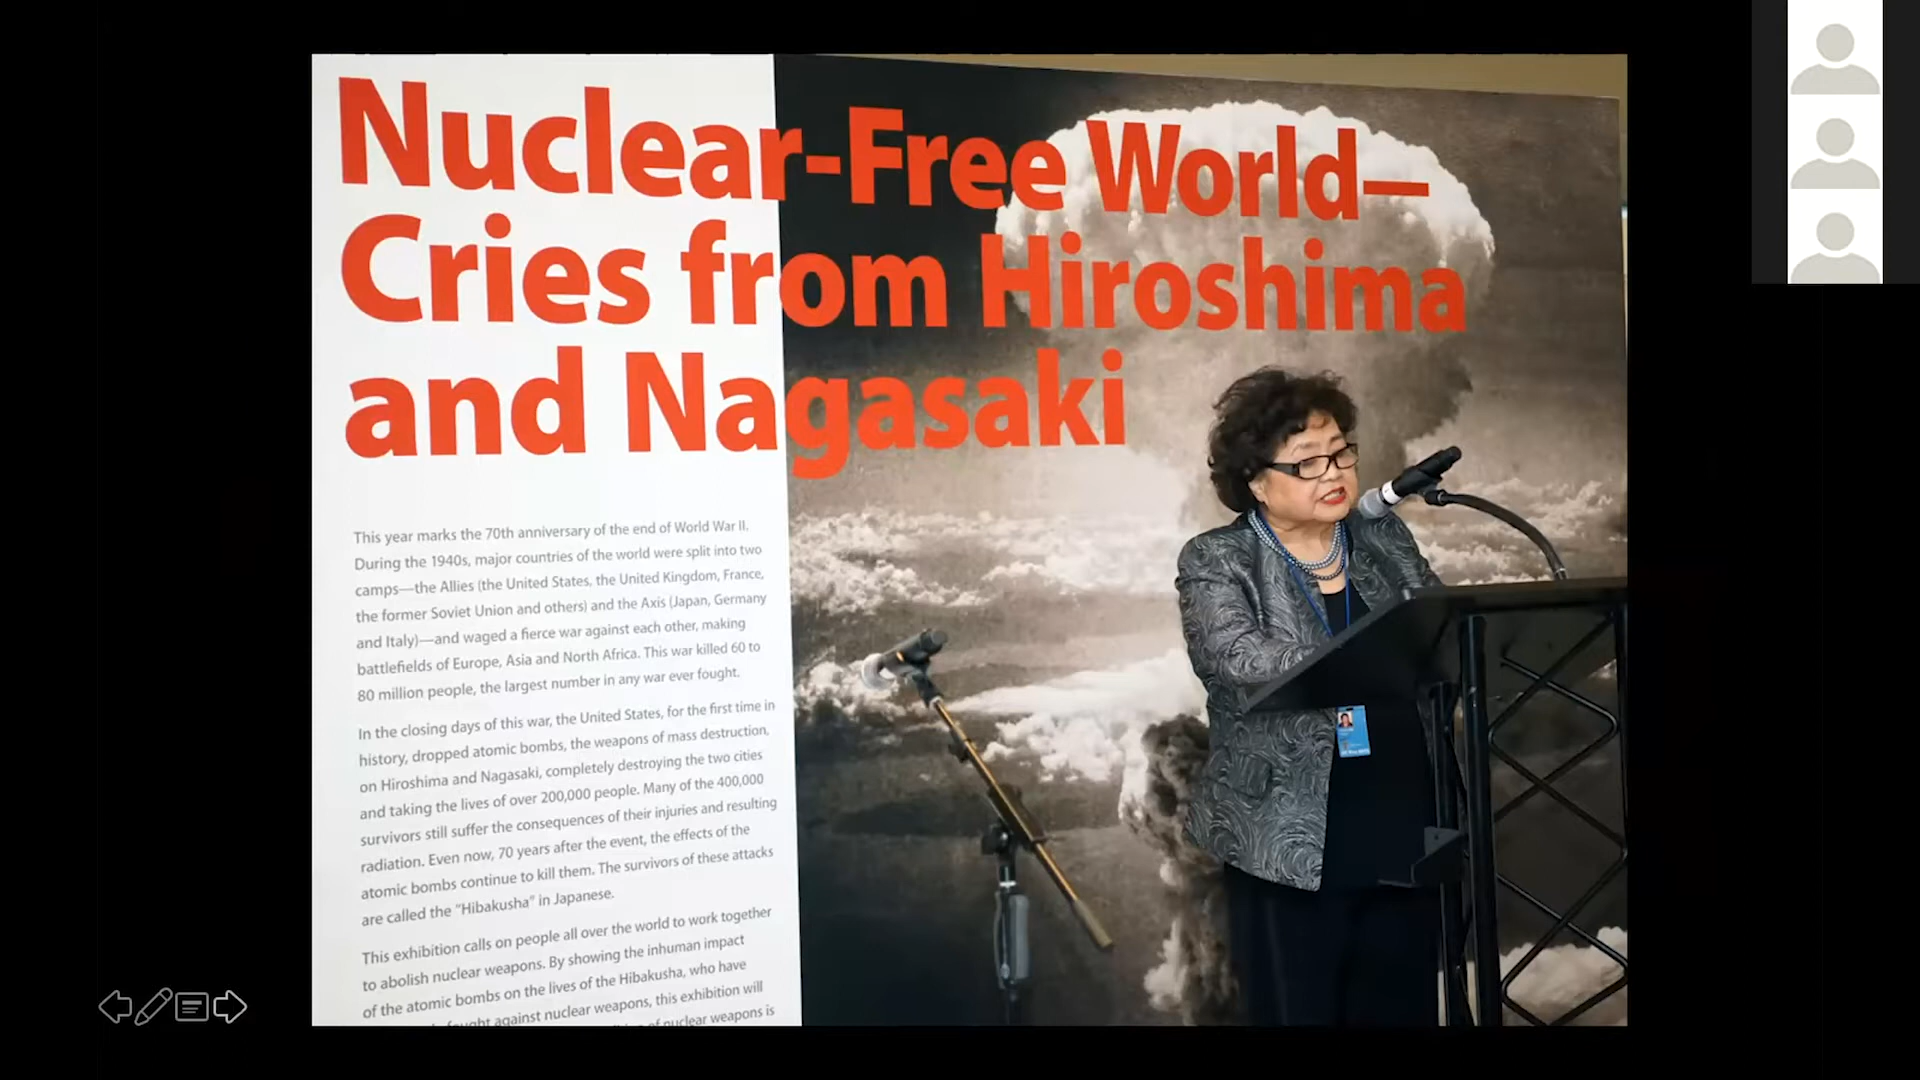 Nuclear-Free World—
Cries from Hiroshima
and Nagasaki
This year marks the 70th anniversary of the end of World War II.
During the 1940s, major countries of the world were split into two
camps—the Allies (the United States, the United Kingdom, France,
the former Soviet Union and others) and the Axis (Japan, Germany
and Italy)—and waged a fierce war against each other, making
battlefields of Europe, Asia and North Africa. This war killed 60 to
80 million people, the largest number in any war ever fought.
In the closing days of this war, the United States, for the first time in
history, dropped atomic bombs, the weapons of mass destruction,
on Hiroshima and Nagasaki, completely destroying the two cities
and taking the lives of over 200,000 people. Many of the 400,000
survivors still suffer the consequences of their injuries and resulting
radiation. Even now, 70 years after the event, the effects of the
atomic bombs continue to kill them. The survivors of these attacks
are called the “Hibakusha” in Japanese.
This exhibition calls on people all over the world to work together
to abolish nuclear weapons. By showing the inhuman impact
of the atomic bombs on the lives of the Hibakusha, who have
fought against nuclear weapons, this exhibition will
of nuclear weapons is